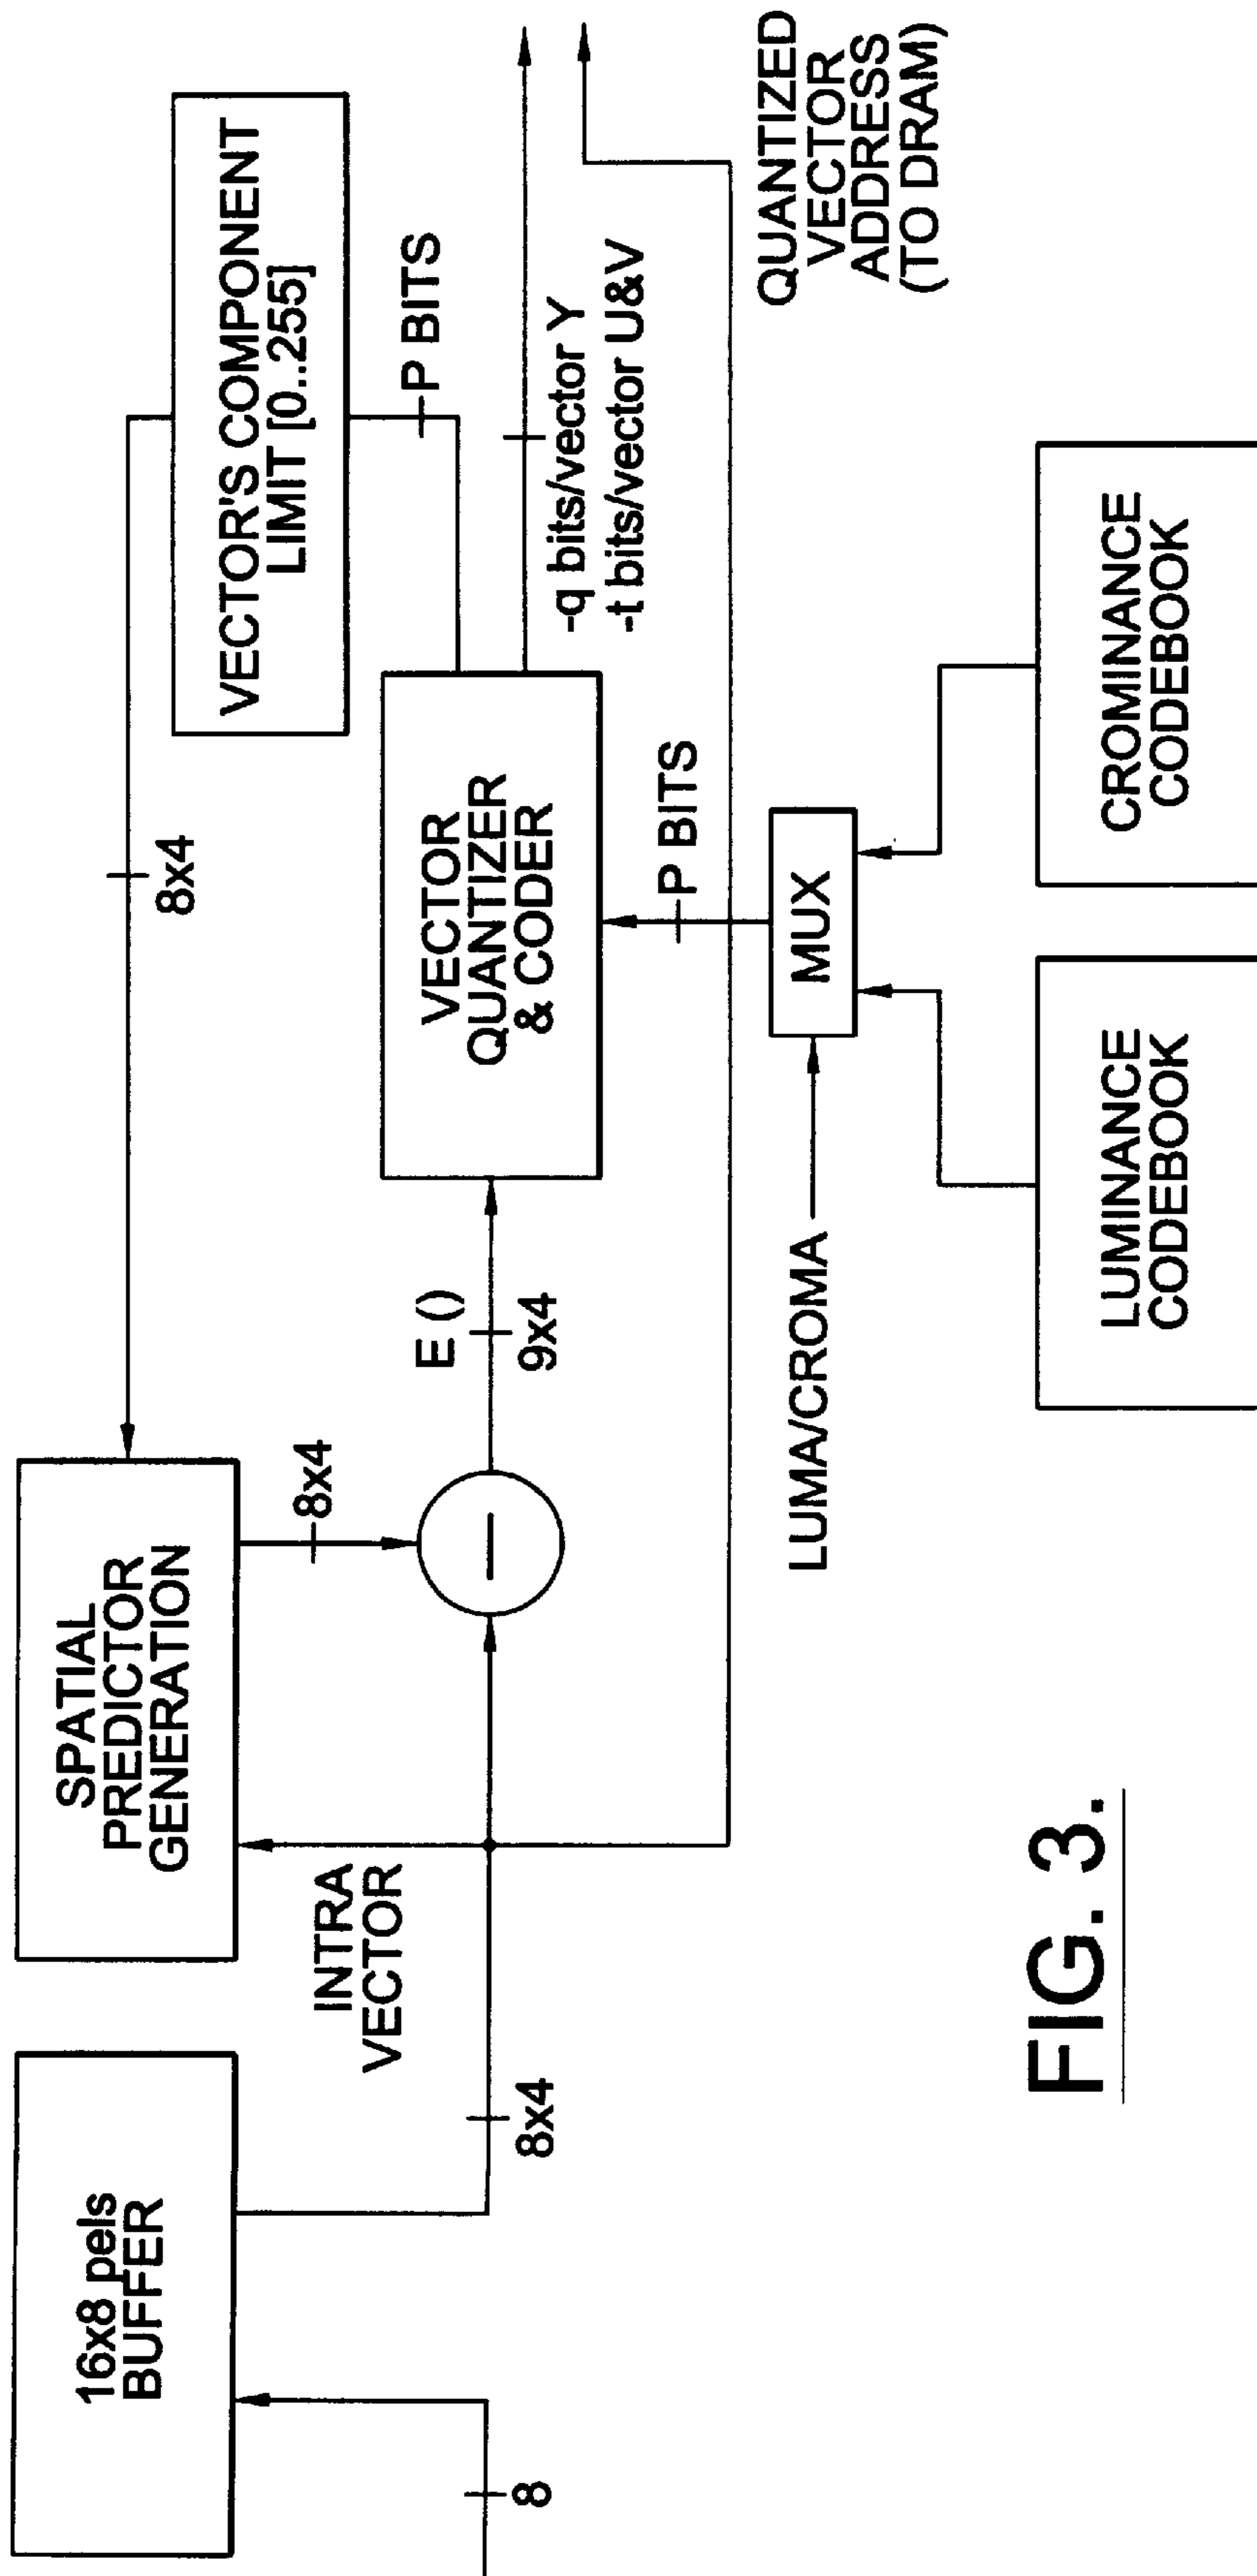 16x8 pels
BUFFER
8
8x4
INTRA
VECTOR
SPATIAL
PREDICTOR
GENERATION
8x4
8x4
E ()
9x4
VECTOR
QUANTIZER
& CODER
VECTOR'S COMPONENT
LIMIT [0..255]
P BITS
-q bits/vector Y
-t bits/vector U&V
P BITS
QUANTIZED
VECTOR
ADDRESS
(TO DRAM)
LUMA/CROMA
MUX
LUMINANCE
CODEBOOK
CROMINANCE
CODEBOOK
FIG. 3.